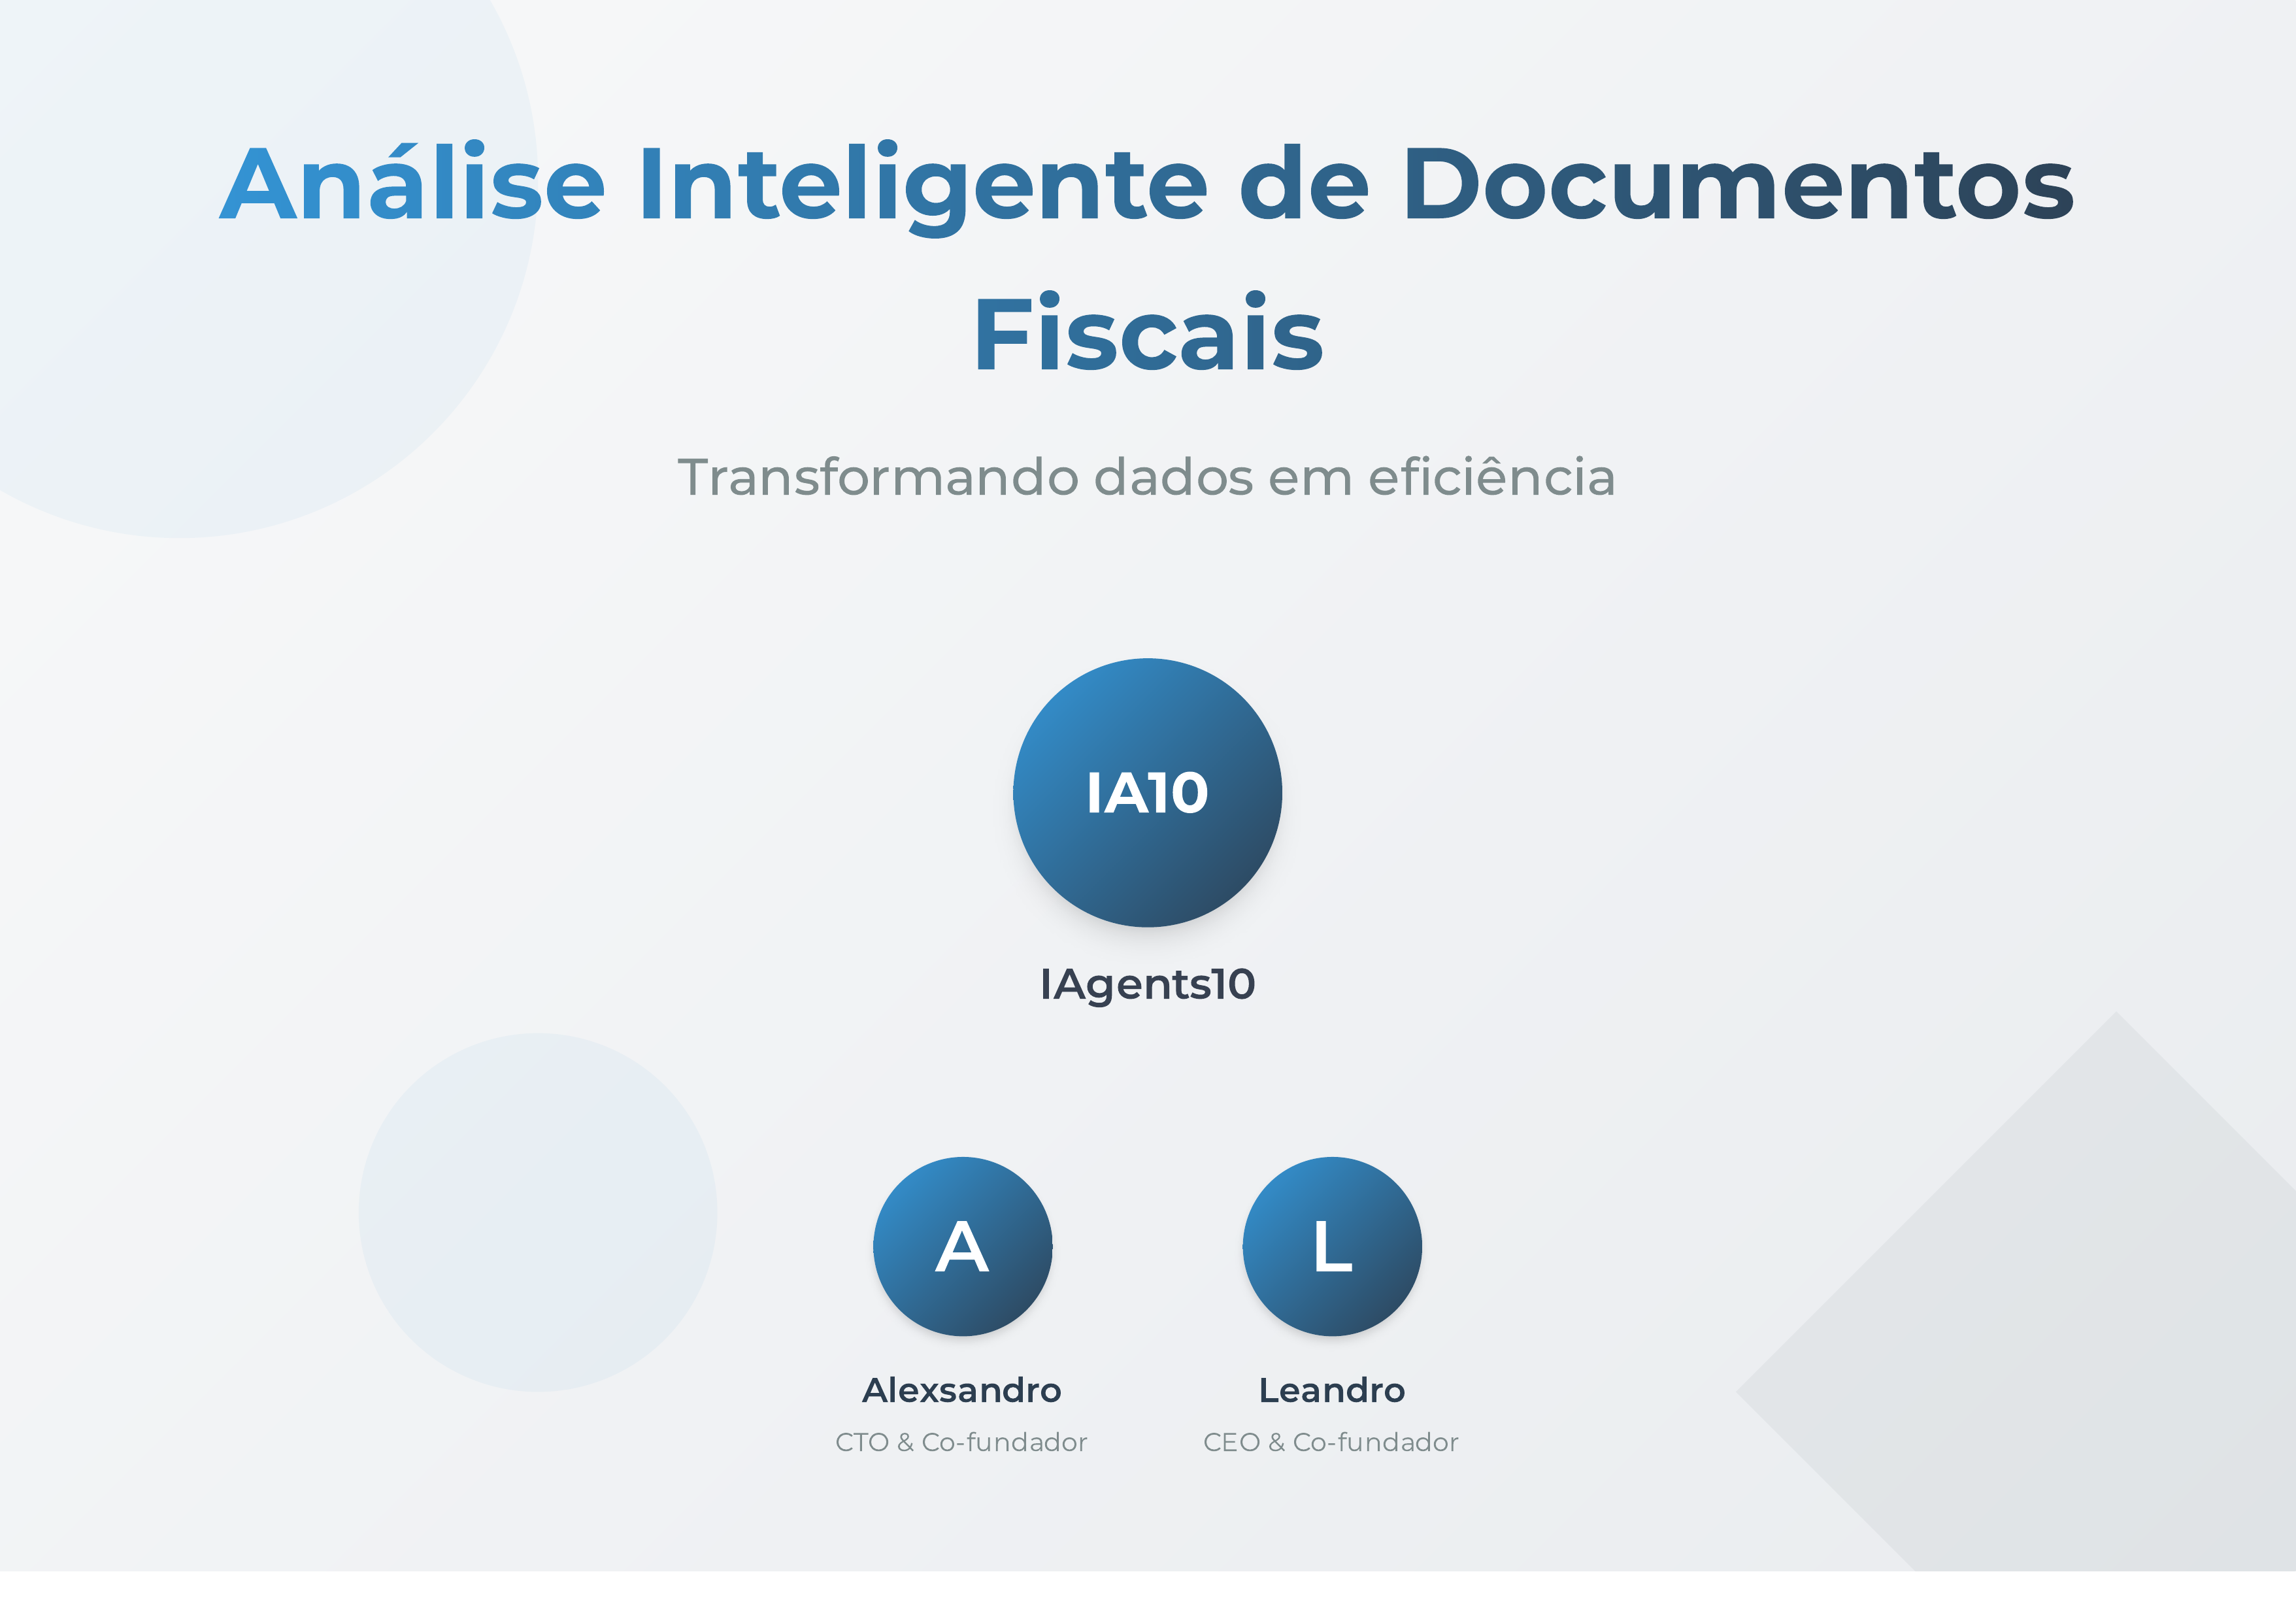 Análise Inteligente de Documentos
Fiscais
Transformando dados em eficiência
IA10
IAgents10
A
L
Alexsandro
Leandro
CTO & Co-fundador
CEO & Co-fundador